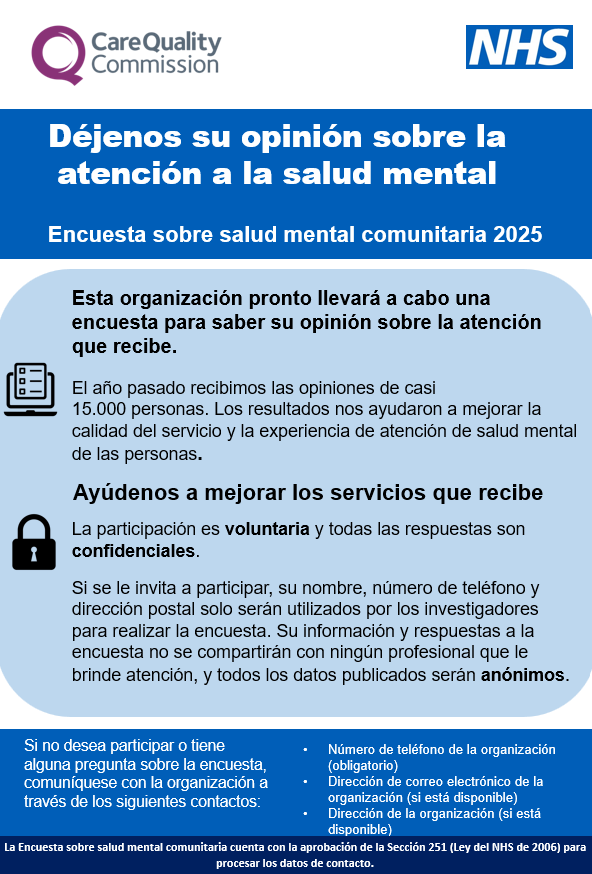 CareQuality
Commission
NHS
Déjenos su opinión sobre la
atención a la salud mental
Encuesta sobre salud mental comunitaria 2025
Esta organización pronto llevará a cabo una
encuesta para saber su opinión sobre la atención
que recibe.
El año pasado recibimos las opiniones de casi
15.000 personas. Los resultados nos ayudaron a mejorar la
calidad del servicio y la experiencia de atención de salud mental
de las personas.
Ayúdenos a mejorar los servicios que recibe
La participación es voluntaria y todas las respuestas son
confidenciales.
Si se le invita a participar, su nombre, número de teléfono y
dirección postal solo serán utilizados por los investigadores
para realizar la encuesta. Su información y respuestas a la
encuesta no se compartirán con ningún profesional que le
brinde atención, y todos los datos publicados serán anónimos.
Si no desea participar o tiene
alguna pregunta sobre la encuesta,
comuníquese con la organización a
través de los siguientes contactos:
• Número de teléfono de la organización
(obligatorio)
• Dirección de correo electrónico de la
organización (si está disponible)
• Dirección de la organización (si está
disponible)
La Encuesta sobre salud mental comunitaria cuenta con la aprobación de la Sección 251 (Ley del NHS de 2006) para
procesar los datos de contacto.